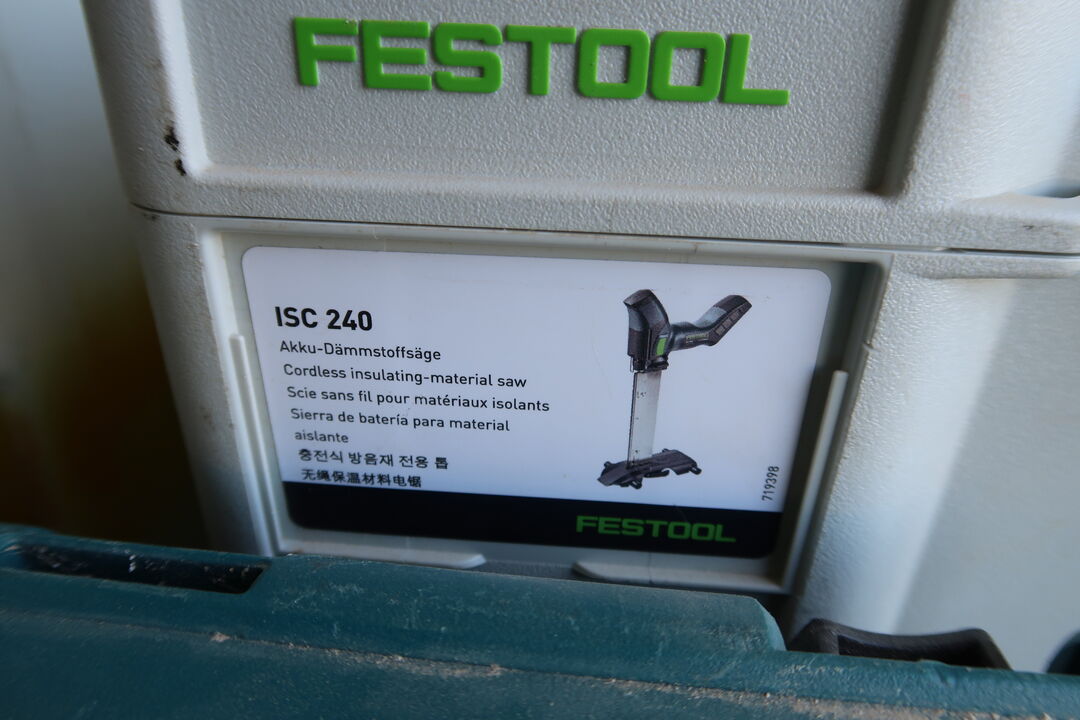 FESTOOL
ISC 240
Akku-Dämmstoffsäge
Cordless insulating-material saw
Scie sans fil pour matériaux isolants
Sierra de batería para material
aislante
충전식 방음재 전용 톱
无绳保温材料电锯
719398
FESTOOL